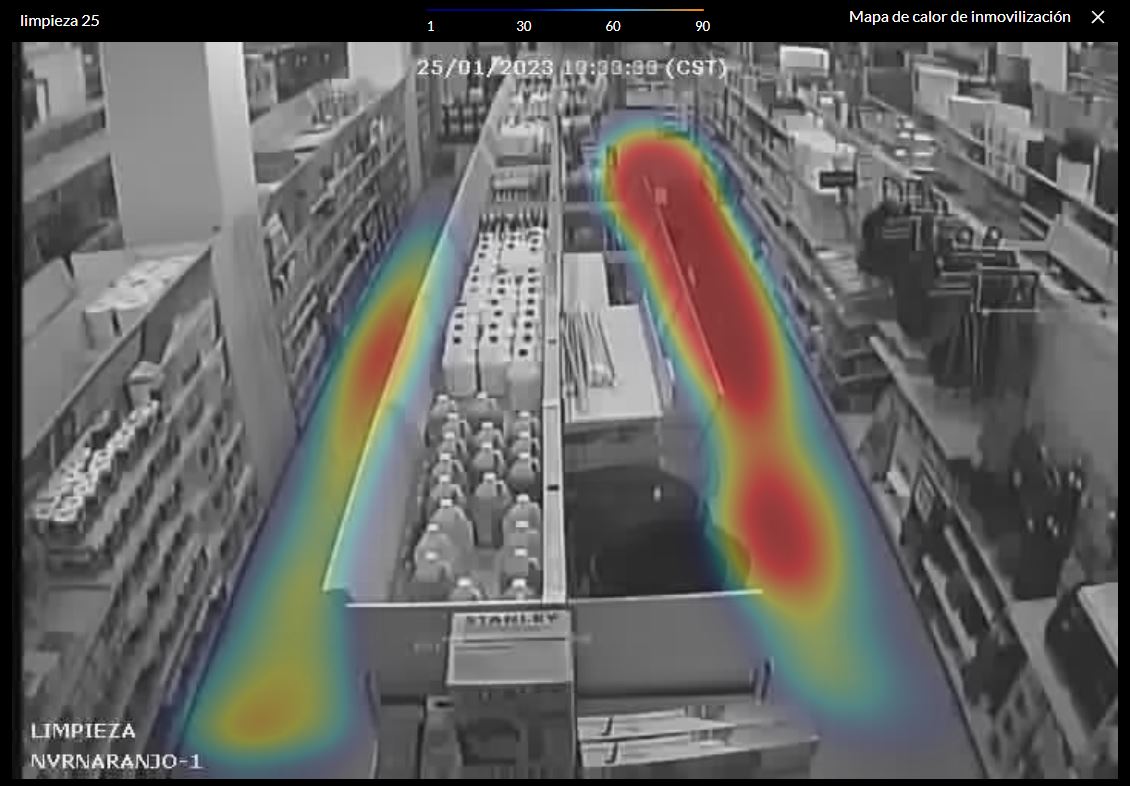 limpieza 25
1 30 60 90
Mapa de calor de inmovilización
25/01/2023 (CST)
STANLEY
LIMPIEZA
NVRNARANJO-1